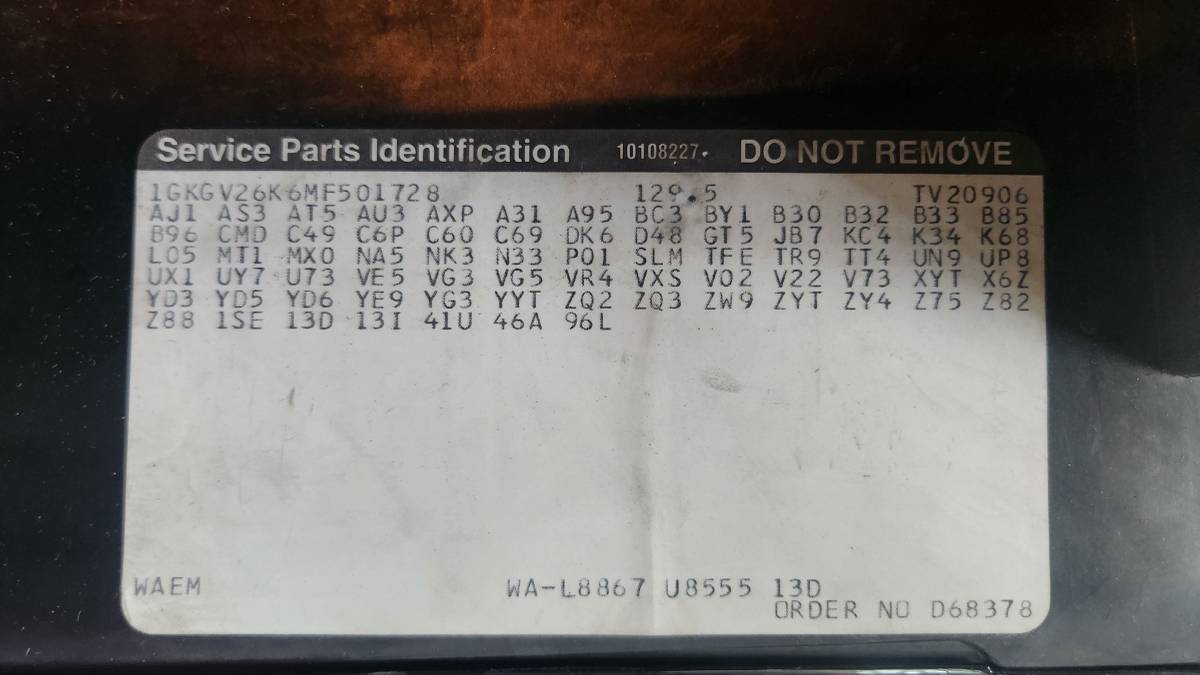 Service Parts Identification 10108227. DO NOT REMOVE
1GKGV26K6MF501728 129.5 TV20906
AJ1 AS3 AT5 AU3 AXP A31 A95 BC3 BY1 B30 B32 B33 B85
B96 CMD C49 C6P C60 C69 DK6 D48 GT5 JB7 KC4 K34 K68
L05 MT1 MX0 NA5 NK3 N33 P01 SLM TFE TR9 TT4 UN9 UP8
UX1 UY7 U73 VE5 VG3 VG5 VR4 VXS V02 V22 V73 XYT X6Z
YD3 YD5 YD6 YE9 YG3 YYT ZQ2 ZQ3 ZW9 ZYT ZY4 Z75 Z82
Z88 1SE 13D 13I 41U 46A 96L
WAEM WA-L8867 U8555 13D
ORDER NO D68378